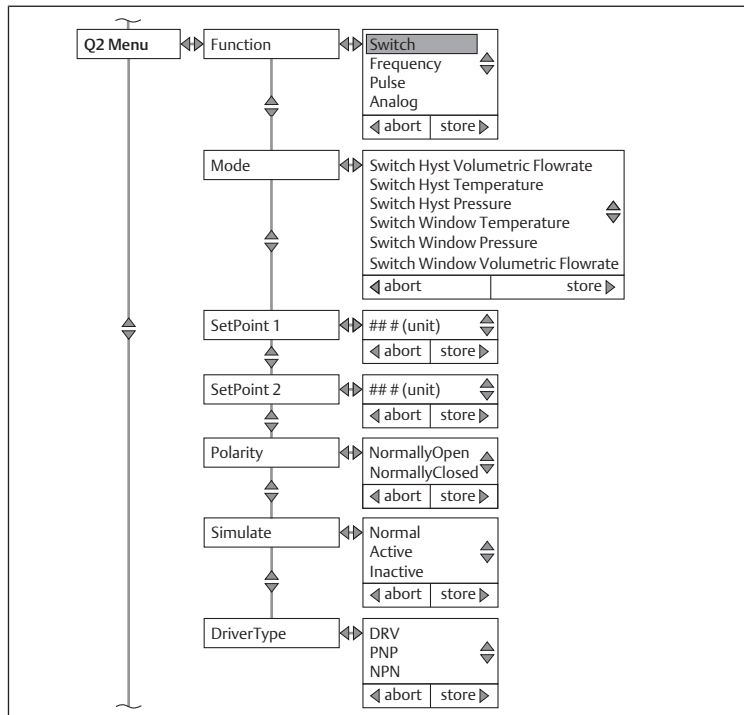 Q2 Menu
Function
Switch
Frequency
Pulse
Analog
abort store
Mode
Switch Hyst Volumetric Flowrate
Switch Hyst Temperature
Switch Hyst Pressure
Switch Window Temperature
Switch Window Pressure
Switch Window Volumetric Flowrate
abort store
SetPoint 1
## # (unit)
abort store
SetPoint 2
## # (unit)
abort store
Polarity
NormallyOpen
NormallyClosed
abort store
Simulate
Normal
Active
Inactive
abort store
DriverType
DRV
PNP
NPN
abort store